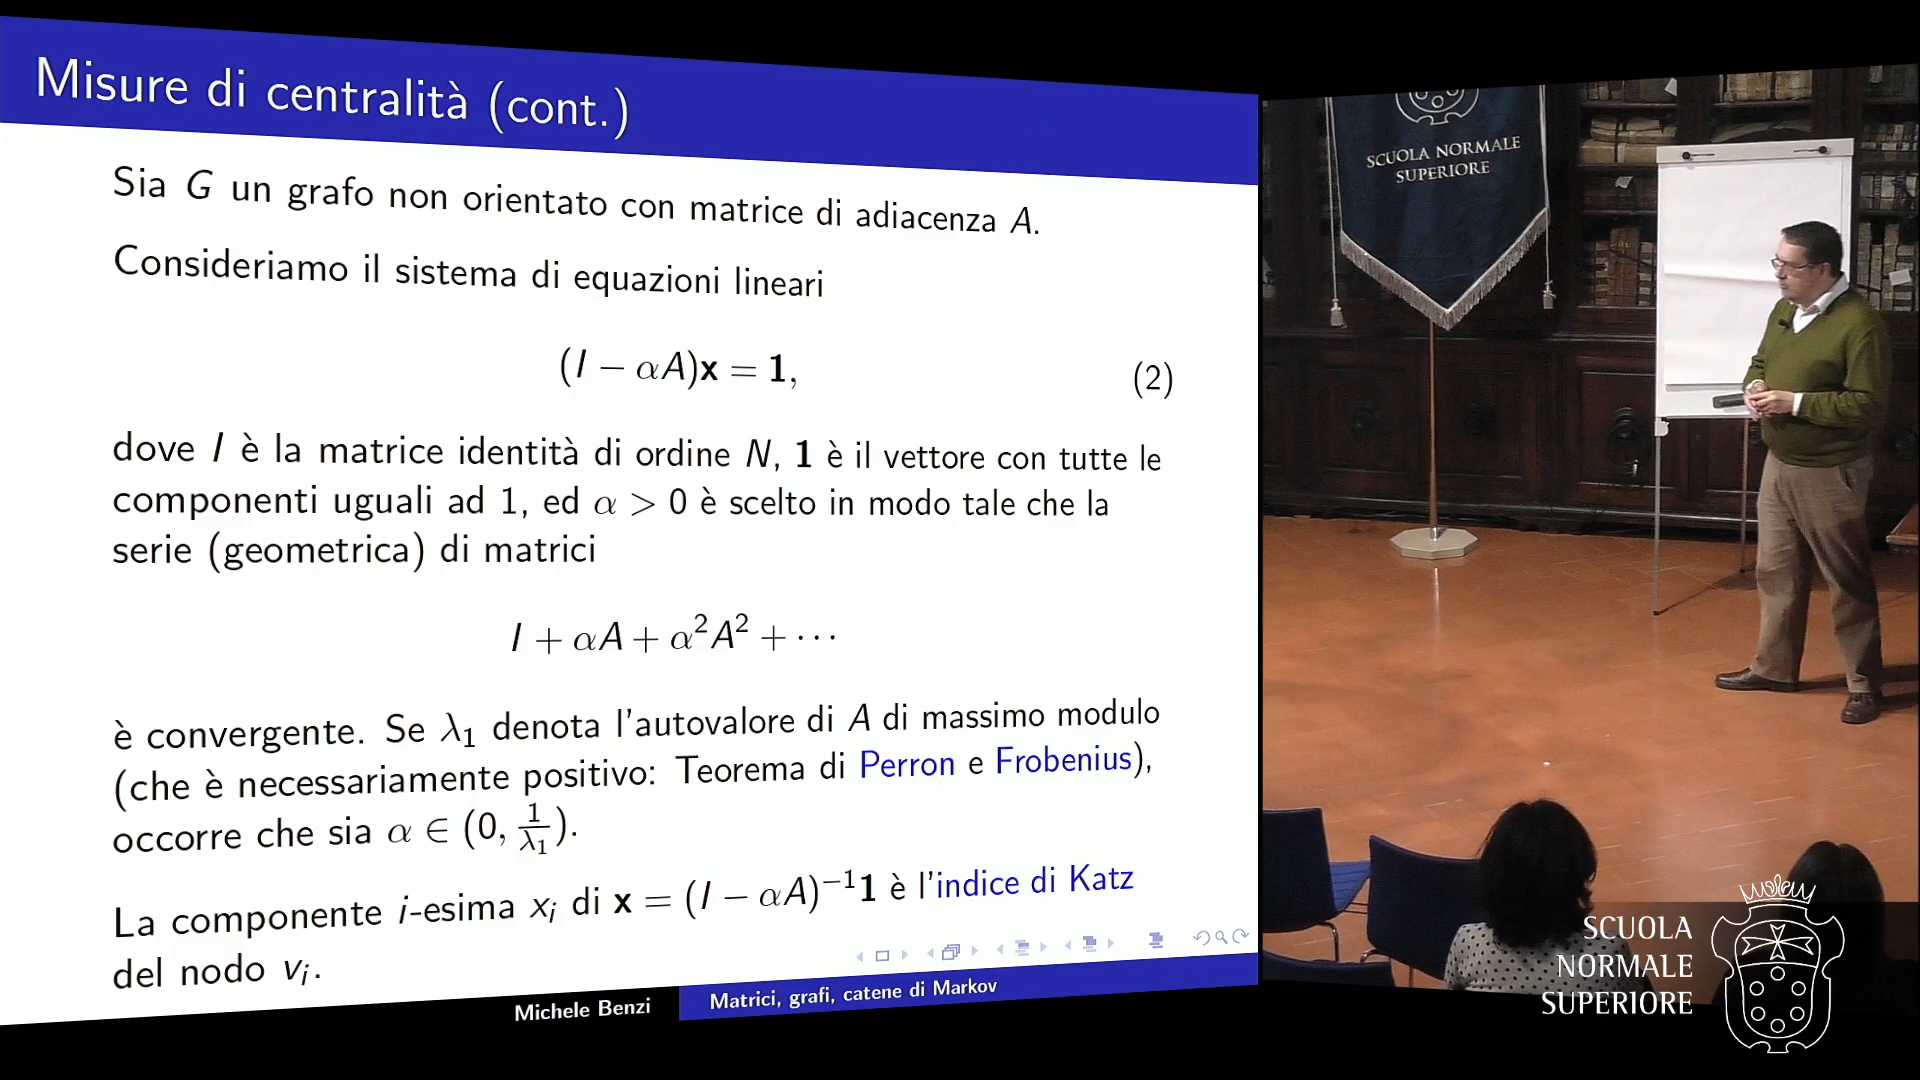 Misure di centralità (cont.)
Sia G un grafo non orientato con matrice di adiacenza A.
Consideriamo il sistema di equazioni lineari
(I − αA)x = 1, (2)
dove I è la matrice identità di ordine N, 1 è il vettore con tutte le
componenti uguali ad 1, ed α > 0 è scelto in modo tale che la
serie (geometrica) di matrici
I + αA + α²A² + ⋯
è convergente. Se λ₁ denota l'autovalore di A di massimo modulo
(che è necessariamente positivo: Teorema di Perron e Frobenius),
occorre che sia α ∈ (0, 1/λ₁).
La componente i-esima xᵢ di x = (I − αA)⁻¹1 è l'indice di Katz
del nodo vᵢ.
Michele Benzi
Matrici, grafi, catene di Markov
SCUOLA NORMALE
SUPERIORE
SCUOLA
NORMALE
SUPERIORE